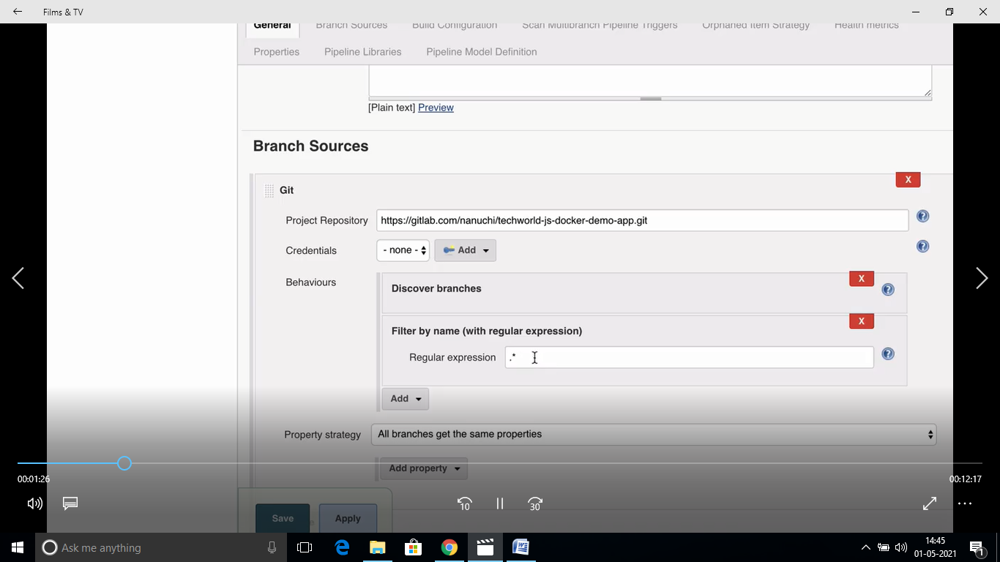 Films & TV
General Branch Sources Build Configuration Scan Multibranch Pipeline Triggers Orphaned Item Strategy Health metrics
Properties Pipeline Libraries Pipeline Model Definition
[Plain text] Preview
Branch Sources
X
Git
Project Repository https://gitlab.com/nanuchi/techworld-js-docker-demo-app.git ?
Credentials - none - Add ?
Behaviours
X
Discover branches ?
X
Filter by name (with regular expression)
Regular expression .* ?
Add
Property strategy All branches get the same properties
Add property
00:01:26 00:12:17
10 30
Save Apply
Ask me anything
14:45
01-05-2021
1